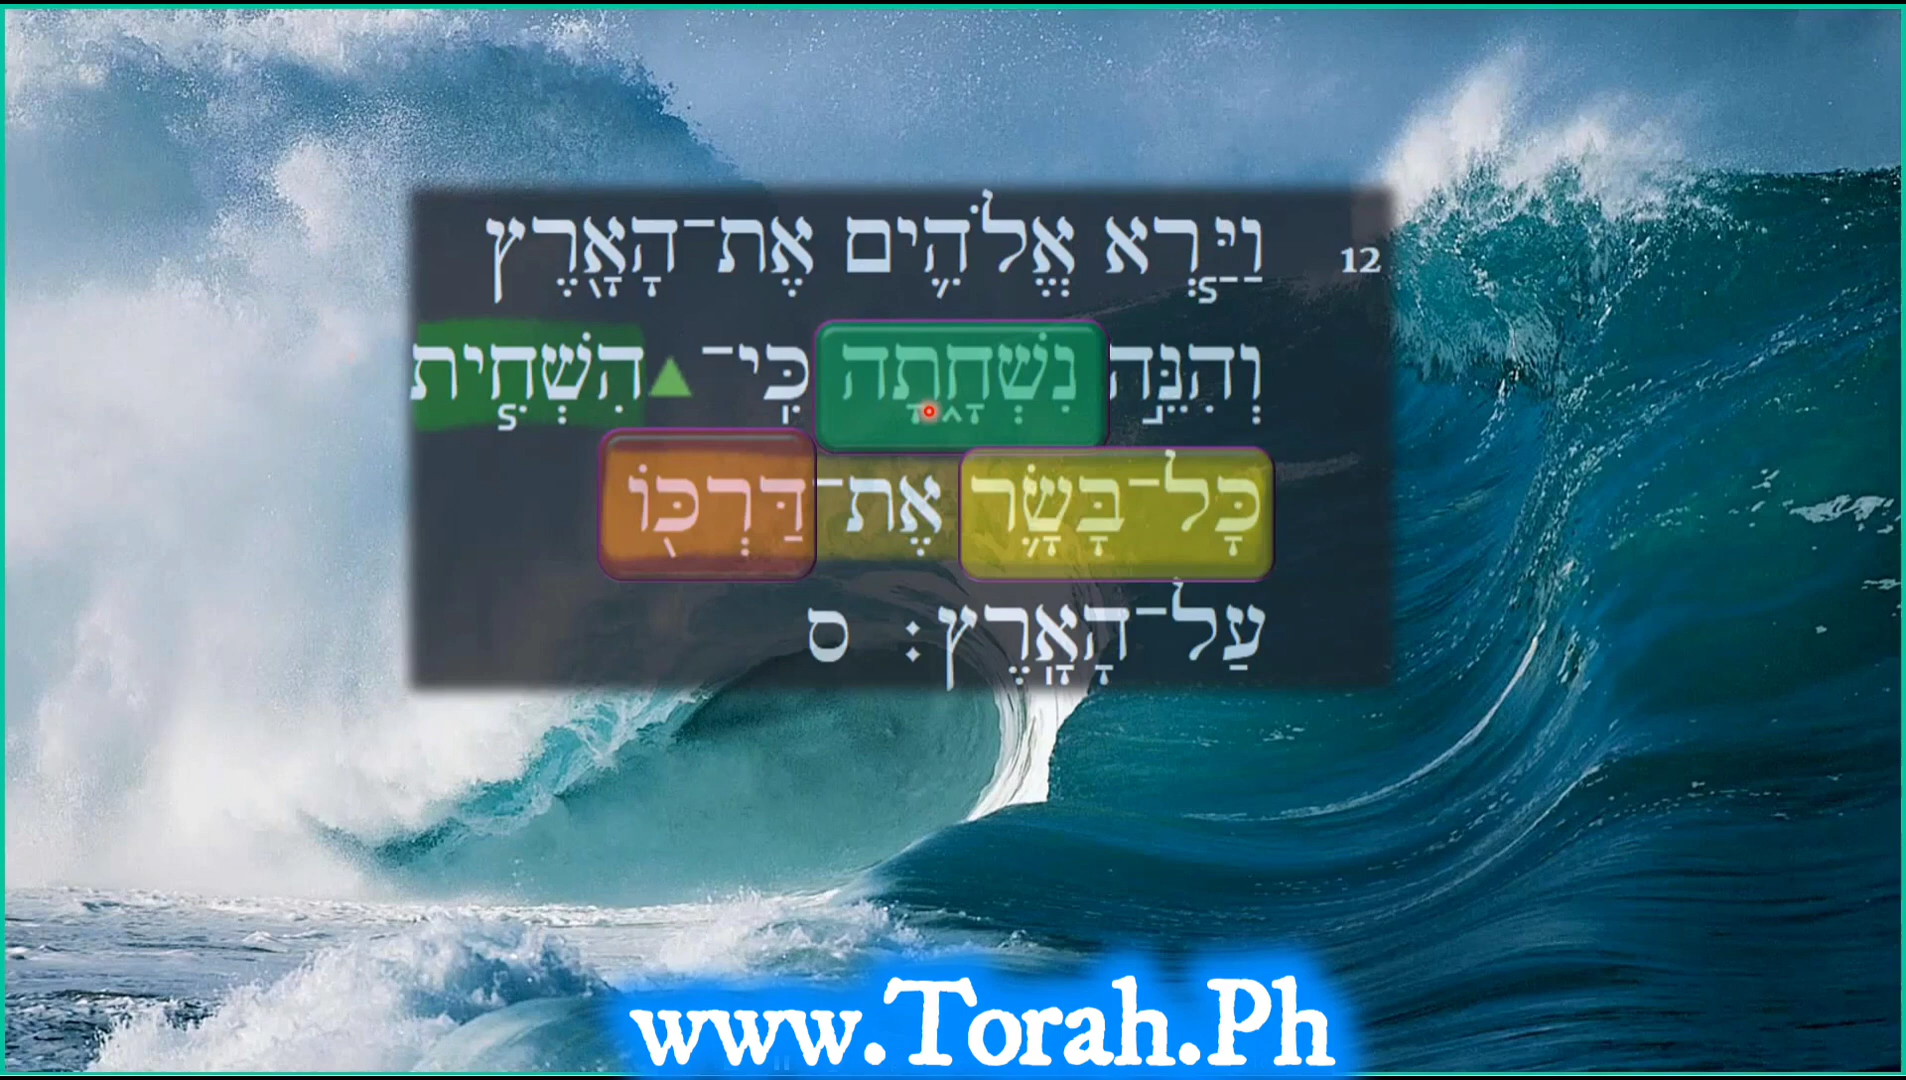 12 וַיַּ֧רְא אֱלֹהִ֛ים אֶת־הָאָ֖רֶץ
וְהִנֵּ֣ה נִשְׁחָ֑תָה כִּֽי־ הִשְׁחִ֧ית
כָּל־בָּשָׂ֛ר אֶת־דַּרְכּ֖וֹ
עַל־הָאָֽרֶץ׃ ס
www.Torah.Ph